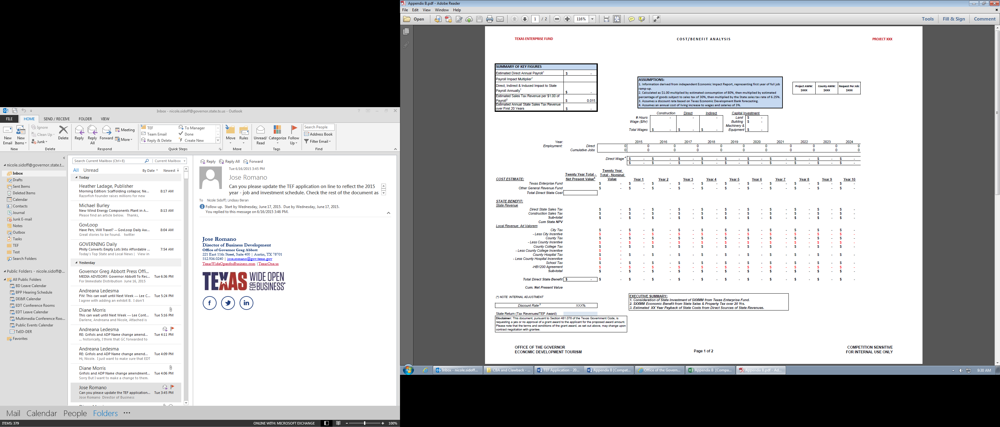 Inbox - nicole.sidoff@governor.state.tx.us - Outlook
FILE HOME SEND / RECEIVE FOLDER VIEW
New Email
New Items
Ignore
Clean Up
Junk
Delete
Reply
Reply All
Forward
Meeting
More
TEF
Team Email
Reply & Delete
To Manager
Done
Create New
Move
Rules
Unread/ Read
Categorize
Follow Up
Search People
Address Book
Filter Email
New Delete Respond Quick Steps Move Tags Find
nicole.sidoff@governor.state.t...
Inbox
Drafts
Sent Items
Deleted Items
Calendar
Contacts
Journal
Junk E-mail
Notes
Outbox
Tasks
TEF
Test
Search Folders
Public Folders - nicole.sidoff@...
All Public Folders
BD Leave Calendar
BPP Hearing Schedule
DE&R Calendar
EDT Conference Rooms
EDT Leave Calendar
Multimedia Conference Roo...
Public Events Calendar
TxED-DER
Favorites
Search Current Mailbox (Ctrl+E) Current Mailbox
All Unread By Date Newest
Today
Heather Ladage, Publisher
Morning Edition: Scaffolding collapse; Ne... 8:17 AM
Razorfish founder raises millions for new
Michael Burley
New Wind Energy Components Plant in A... 8:13 AM
Please find an article below. Thanks,
GovLoop
Have Pen, Will Travel? -- GovLoop Daily Aw... 8:04 AM
Great stories to be found. twitter
GOVERNING Daily
Philly Converts Empty Lots Into Affordable ... 7:54 AM
Today's Top State and Local News | View in
Yesterday
Governor Greg Abbott Press Offi...
MEDIA ADVISORY: Governor Abbott To Rec... Tue 6:36 PM
For Immediate Distribution June 16, 2015
Andreana Ledesma
FW: This can wait until Next Week --- Lee C... Tue 5:24 PM
I agree with adding an exhibit B. I don't
Diane Morris
This can wait until Next Week --- Lee Cont... Tue 5:16 PM
Darlene, Andreana and Nicole, Attached is
Andreana Ledesma
RE: Grifols and ADP Name change amend... Tue 4:11 PM
... historically, I think that GC forwarded to
Andreana Ledesma
RE: Grifols and ADP Name change amend... Tue 4:09 PM
Hi, Nicole. I just want to make sure that EDT
Diane Morris
Grifols and ADP Name change amendment... Tue 4:06 PM
Sorry But I want to make a change to them.
Jose Romano
Can you please update the TEF application... Tue 3:45 PM
Jose Romano Director of Business
Reply Reply All Forward
Tue 6/16/2015 3:45 PM
Jose Romano
Can you please update the TEF application on line to reflect the 2015
year - job and investment schedule. Check the rest of the document as
To Nicole Sidoff; Lindsay Beran
Follow up. Start by Wednesday, June 17, 2015. Due by Wednesday, June 17, 2015.
You replied to this message on 6/16/2015 3:46 PM.
Jose Romano
Director of Business Development
Office of Governor Greg Abbott
221 East 11th Street, Suite 400 | Austin, TX 78701
512.936.0240 | jose.romano@gov.texas.gov
TexasWideOpenforBusiness.com |TexasOne.us
TEXAS WIDE OPEN FOR BUSINESS
f in
Mail Calendar People Folders ...
ITEMS: 379 ONLINE WITH: MICROSOFT EXCHANGE 100%
Appendix B.pdf - Adobe Reader
File Edit View Window Help
Open 1 / 2 116% Tools Fill & Sign Comment
TEXAS ENTERPRISE FUND COST/BENEFIT ANALYSIS PROJECT XXX
SUMMARY OF KEY FIGURES
Estimated Direct Annual Payroll1 $ -
Payroll Impact Multiplier1
Direct, Indirect & Induced Impact to State
Payroll Annually1 $ -
Estimated Sales Tax Revenue per $1.00 of
Payroll2 $ 0.015
Estimated Annual State Sales Tax Revenue
over First 20 Years $ -
ASSUMPTIONS:
1. Information derived from independent Economic Impact Report, representing first year of full job
ramp-up.
2. Calculated as $1.00 multiplied by estimated consumption of 80%, then multiplied by estimated
percentage of goods subject to sales tax of 30%, then multiplied by the State sales tax rate of 6.25%.
3. Assumes a discount rate based on Texas Economic Development Bank forecasting.
4. Assumes an annual cost of living increase to wages and salaries of 3%.
Project AWW: County AWW: Request Per Job:
$XXX $XXX $XXX
Construction Direct Indirect Capital Investment
# Hours - - - Land $ -
Wage ($/hr) Building $ -
Machinery &
Total Wages $ - $ - $ - Equipment $ -
Year: 2015 2016 2017 2018 2019 2020 2021 2022 2023 2024
Employment: Direct 0 0 0 0 0 0 0 0 0 0 0
Cumulative Jobs 0 0 0 0 0 0 0 0 0 0 0
Direct Wage4 $ - $ - $ - $ - $ - $ - $ - $ - $ - $ -
$ - $ - $ - $ - $ - $ - $ - $ - $ - $ -
Twenty Year Total - Net Present Value3 Twenty Year Total - Nominal Value
COST ESTIMATE: Year 1 Year 2 Year 3 Year 4 Year 5 Year 6 Year 7 Year 8 Year 9 Year 10
Texas Enterprise Fund $ - $ - $ - $ - $ - $ - $ - $ - $ - $ - $ -
Other General Revenue Fund $ - $ - $ - $ - $ - $ - $ - $ - $ - $ - $ -
Total Direct State Cost
STATE BENEFIT:
State Revenue
Direct State Sales Tax $ - $ - $ - $ - $ - $ - $ - $ - $ - $ - $ -
Construction Sales Tax $ - $ - $ - $ - $ - $ - $ - $ - $ - $ - $ -
Sub-total $ - $ - $ - $ - $ - $ - $ - $ - $ - $ - $ -
Cum State NPV
Local Revenue: Ad Valorem
City Tax $ - $ - $ - $ - $ - $ - $ - $ - $ - $ - $ -
- Less City Incentive $ - $ - $ - $ - $ - $ - $ - $ - $ - $ - $ -
County Tax $ - $ - $ - $ - $ - $ - $ - $ - $ - $ - $ -
- Less County Incentive $ - $ - $ - $ - $ - $ - $ - $ - $ - $ - $ -
County College Tax $ - $ - $ - $ - $ - $ - $ - $ - $ - $ - $ -
- Less County College Incentive $ -
County Hospital Tax $ - $ - $ - $ - $ - $ - $ - $ - $ - $ - $ -
- Less County Hospital Incenntive $ -
School Tax $ - $ - $ - $ - $ - $ - $ - $ - $ - $ - $ -
-HB1200 Agreement $ - $ - $ - $ - $ - $ - $ - $ - $ - $ - $ -
Sub-total $ - $ - $ - $ - $ - $ - $ - $ - $ - $ - $ -
Total Direct State Benefit $ - $ - $ - $ - $ - $ - $ - $ - $ - $ - $ - $ -
Cum. Net Present Value
(*) NOTE: INTERNAL ADJUSTMENT
Discount Rate3 XXX%
State Return (Tax Revenues/TEF Award)
Disclaimer: This document, pursuant to Section 481.078 of the Texas Government Code, is
requesting a yes or no approval of a grant award to the applicant for the proposed award amount.
Please note that the terms and conditions of the grant award, as set out above, may change upon
contract negotiation with grantee.
EXECUTIVE SUMMARY:
1. Consideration of State Investment of $XXMM from Texas Enterprise Fund.
2. $XXMM Economic Benefit from State Sales & Property Tax over 20 Yrs.
3. Estimated XX Year Payback of State Costs from Direct Sources of State Revenues.
OFFICE OF THE GOVERNOR
ECONOMIC DEVELOPMENT TOURISM
Page 1 of 2
COMPETITION SENSITIVE
FOR INTERNAL USE ONLY
Inbox - nicole.sidoff... CBA and Clawback - ... TEF Application - 20... Appendix B [Compat... Office of the Govern... Appendix B [Compa... Appendix B.pdf - Ad... 9:30 AM